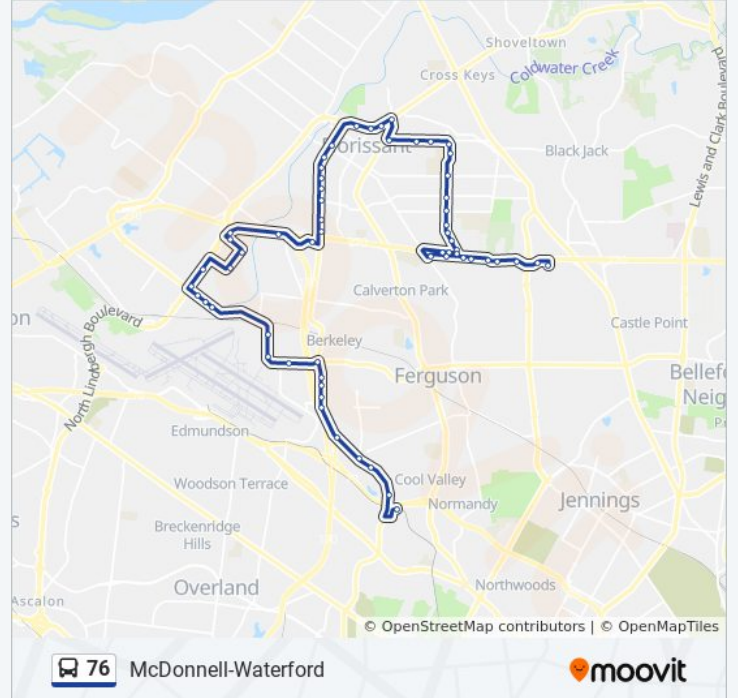 Shoveltown
Cross Keys
Coldwater Creek
Lewis and Clark Boulevard
Florissant
Black Jack
Calverton Park
on
North Lindbergh Boulevard
Castle Point
Berkeley
Ferguson
Bellef
Neig
Edmundson
Cool Valley
Woodson Terrace
Normandy
Jennings
s
Breckenridge
Hills
Overland
Northwoods
Ascalon
© OpenStreetMap contributors | © OpenMapTiles
76 McDonnell-Waterford
moovit